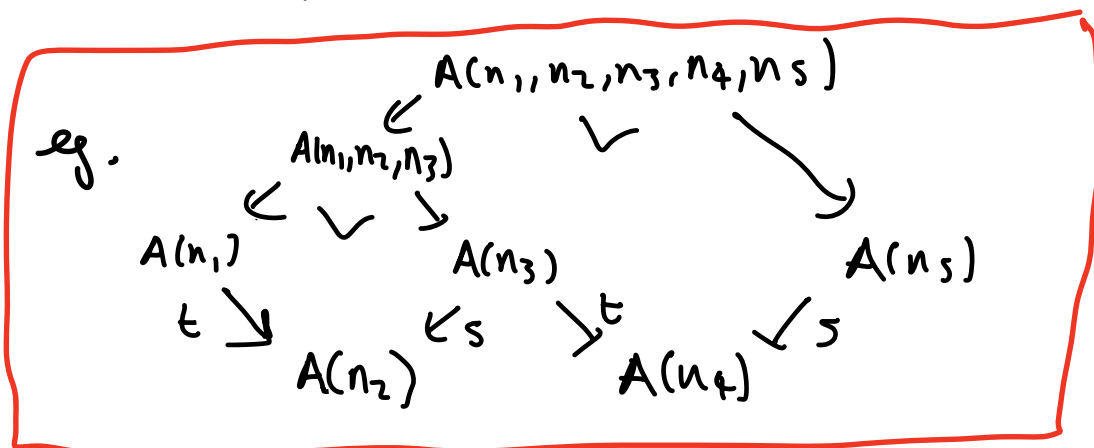 A(n₁,n₂,n₃,n₄,n₅)
eg.
A(n₁,n₂,n₃)
A(n₁) A(n₃) A(n₅)
t s t s
A(n₂) A(n₄)